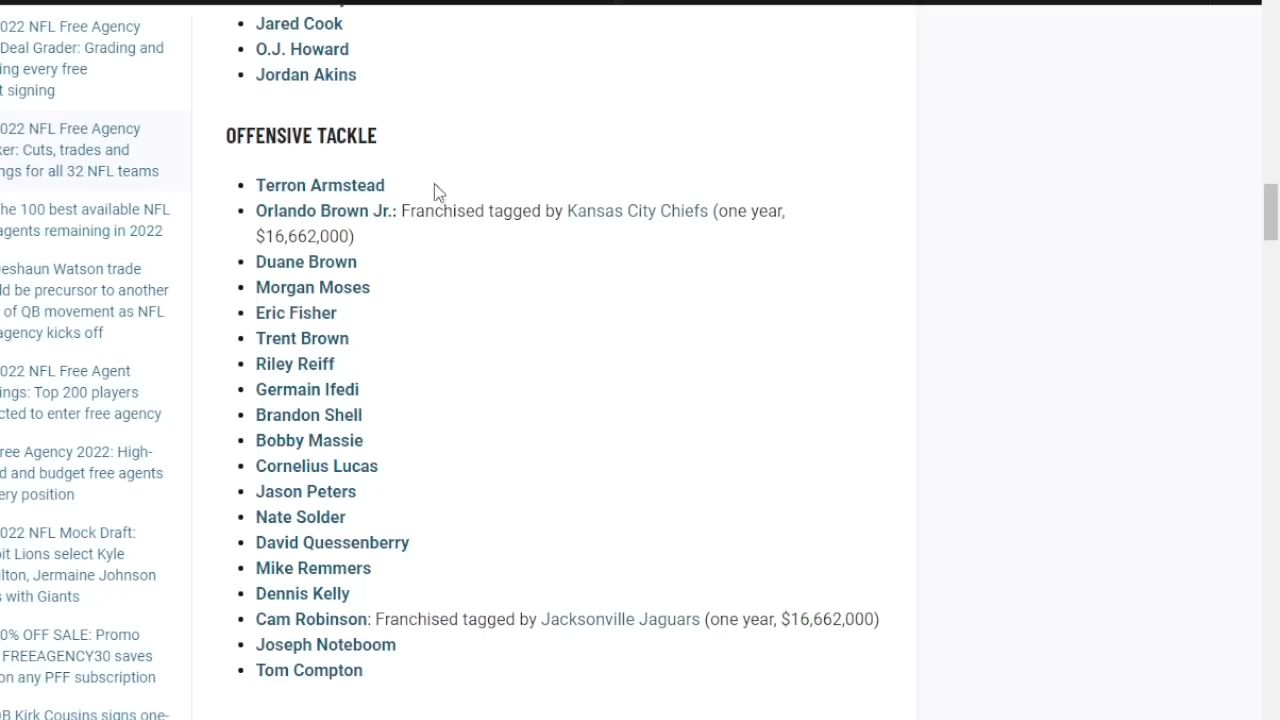 022 NFL Free Agency
Deal Grader: Grading and
ing every free
t signing
022 NFL Free Agency
ker: Cuts, trades and
ngs for all 32 NFL teams
he 100 best available NFL
agents remaining in 2022
eshaun Watson trade
ld be precursor to another
of QB movement as NFL
agency kicks off
022 NFL Free Agent
ings: Top 200 players
cted to enter free agency
ree Agency 2022: High-
d and budget free agents
ery position
022 NFL Mock Draft:
oit Lions select Kyle
ilton, Jermaine Johnson
s with Giants
0% OFF SALE: Promo
FREEAGENCY30 saves
on any PFF subscription
QB Kirk Cousins signs one-
Jared Cook
O.J. Howard
Jordan Akins
OFFENSIVE TACKLE
Terron Armstead
Orlando Brown Jr.: Franchised tagged by Kansas City Chiefs (one year,
$16,662,000)
Duane Brown
Morgan Moses
Eric Fisher
Trent Brown
Riley Reiff
Germain Ifedi
Brandon Shell
Bobby Massie
Cornelius Lucas
Jason Peters
Nate Solder
David Quessenberry
Mike Remmers
Dennis Kelly
Cam Robinson: Franchised tagged by Jacksonville Jaguars (one year, $16,662,000)
Joseph Noteboom
Tom Compton